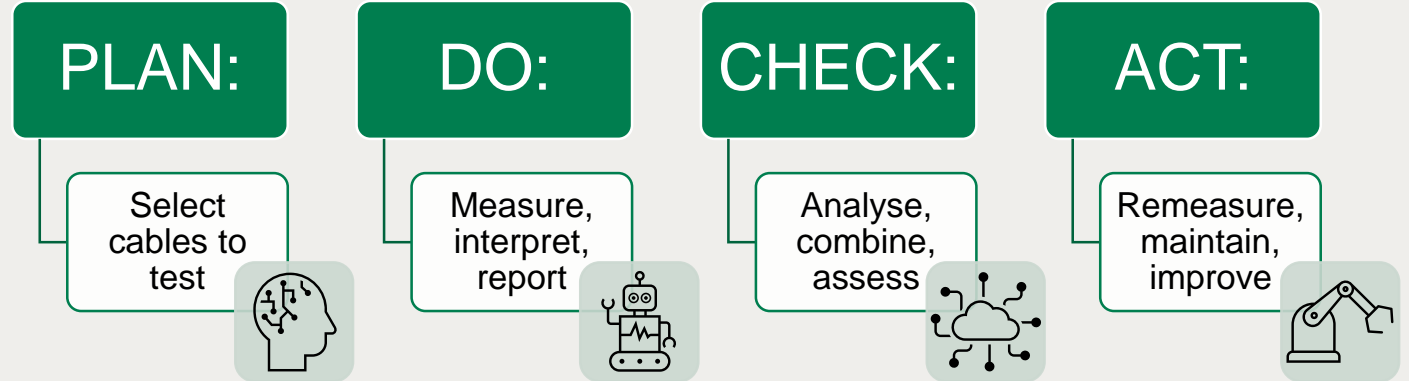 PLAN:
Select
cables to
test
DO:
Measure,
interpret,
report
CHECK:
Analyse,
combine,
assess
ACT:
Remeasure,
maintain,
improve